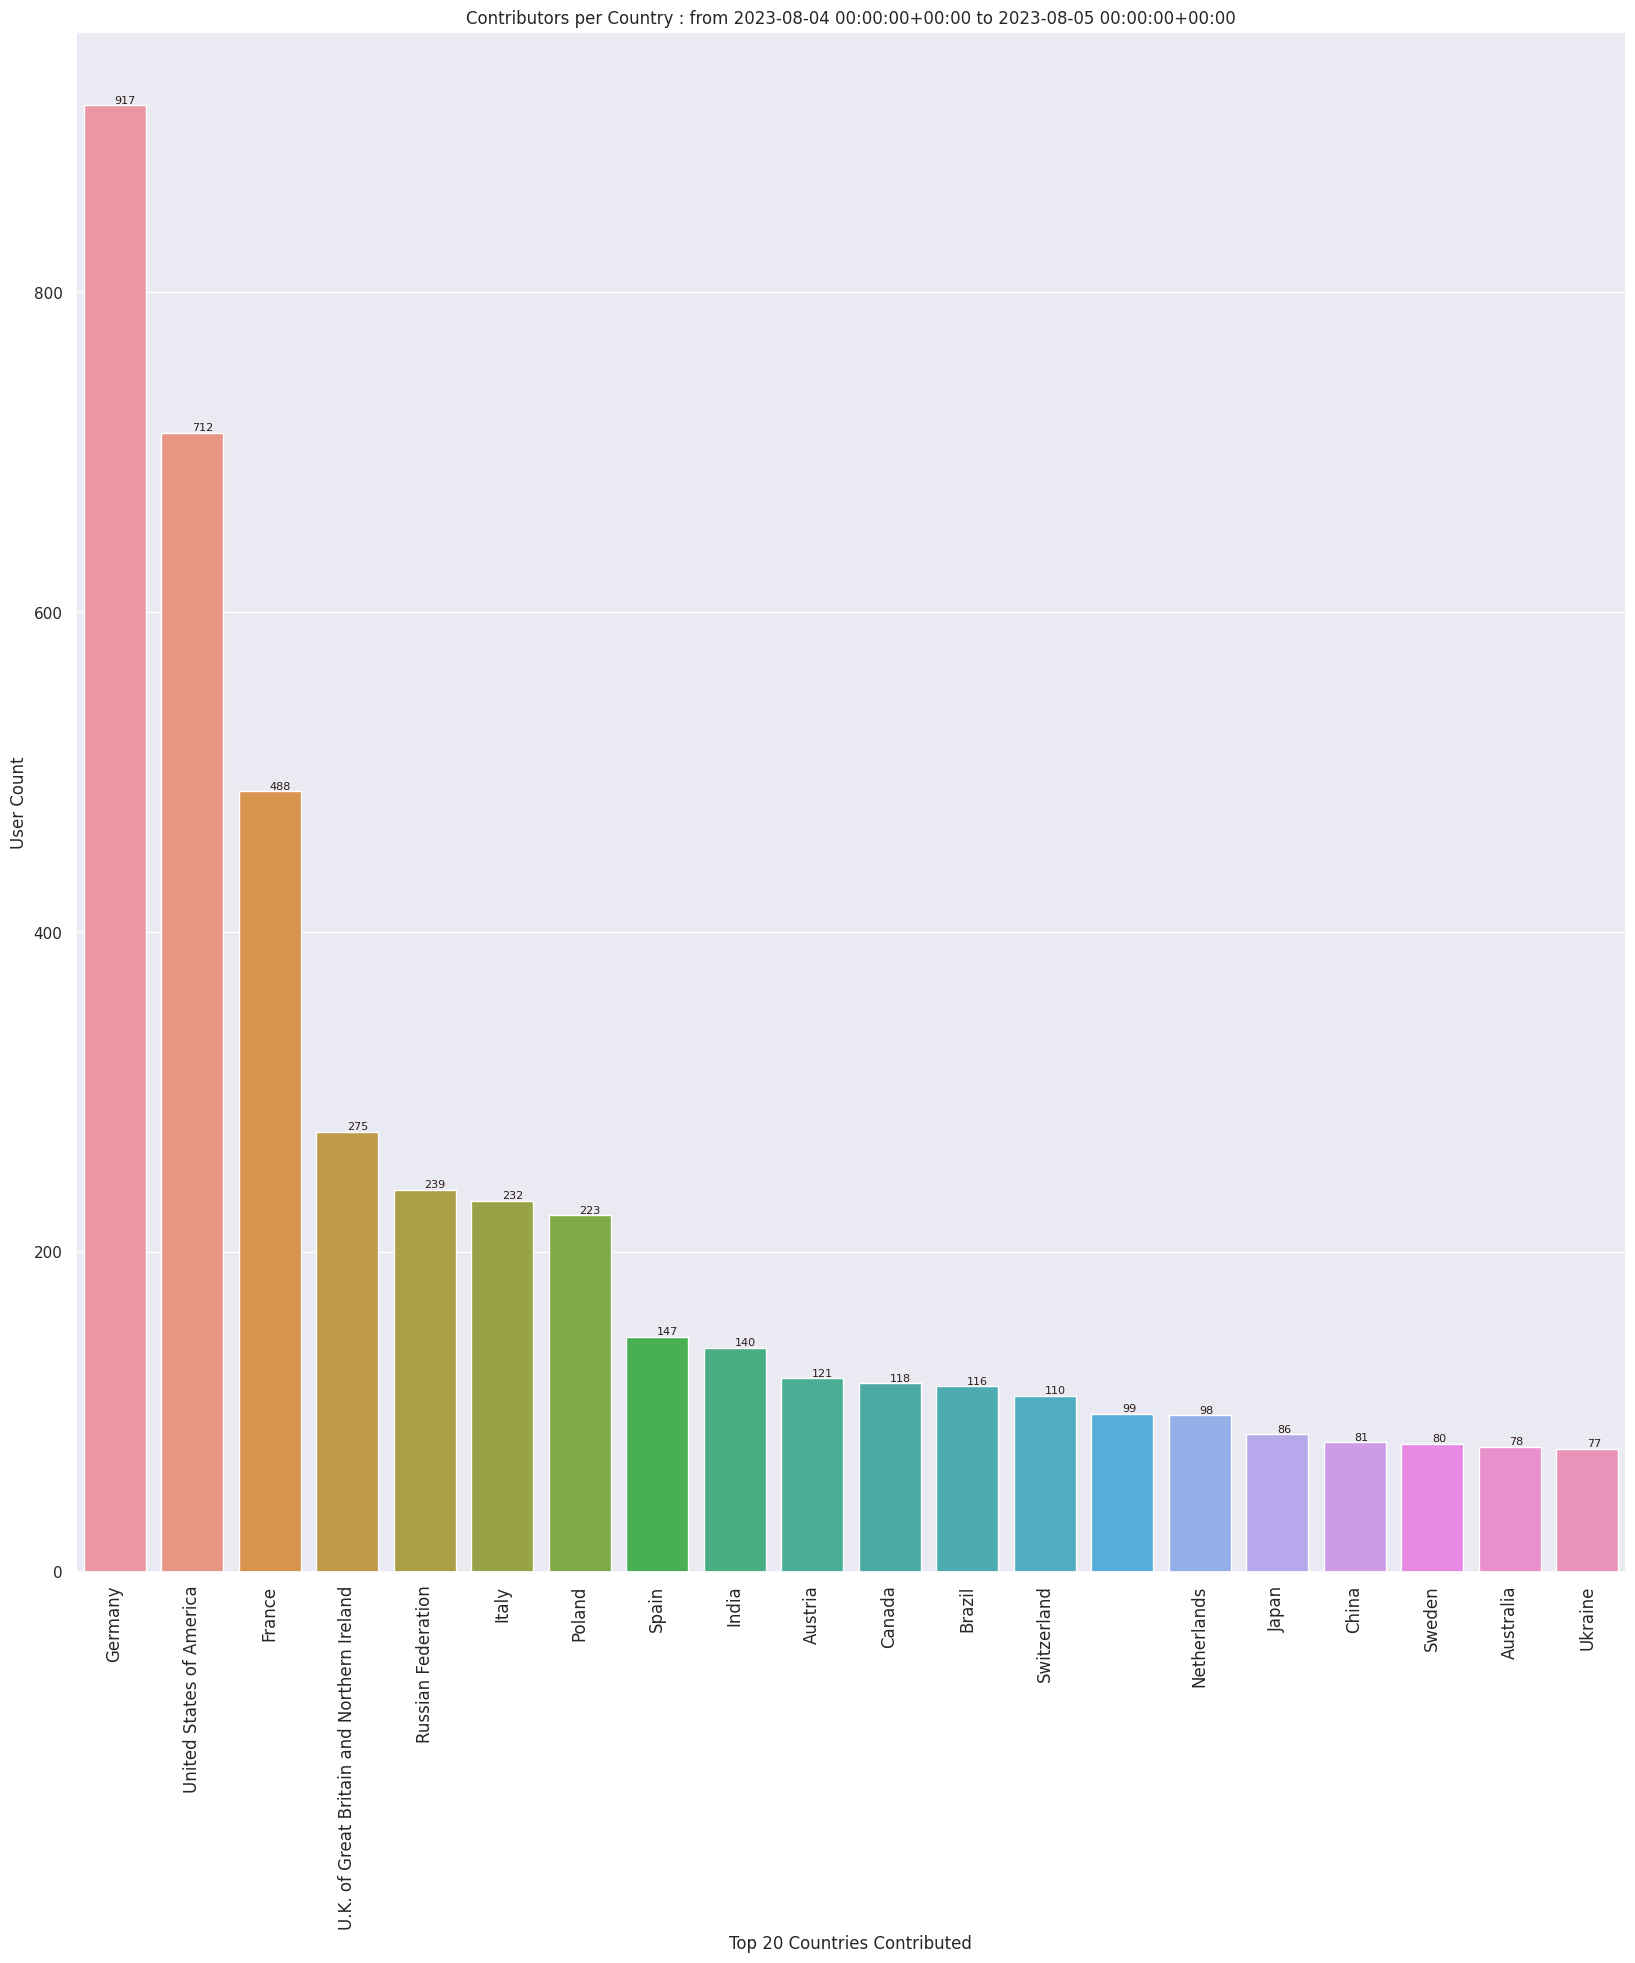 Contributors per Country : from 2023-08-04 00:00:00+00:00 to 2023-08-05 00:00:00+00:00
User Count
800
600
400
200
0
917
712
488
275
239
232
223
147
140
121
118
116
110
99
98
86
81
80
78
77
Germany
United States of America
France
U.K. of Great Britain and Northern Ireland
Russian Federation
Italy
Poland
Spain
India
Austria
Canada
Brazil
Switzerland
Netherlands
Japan
China
Sweden
Australia
Ukraine
Top 20 Countries Contributed